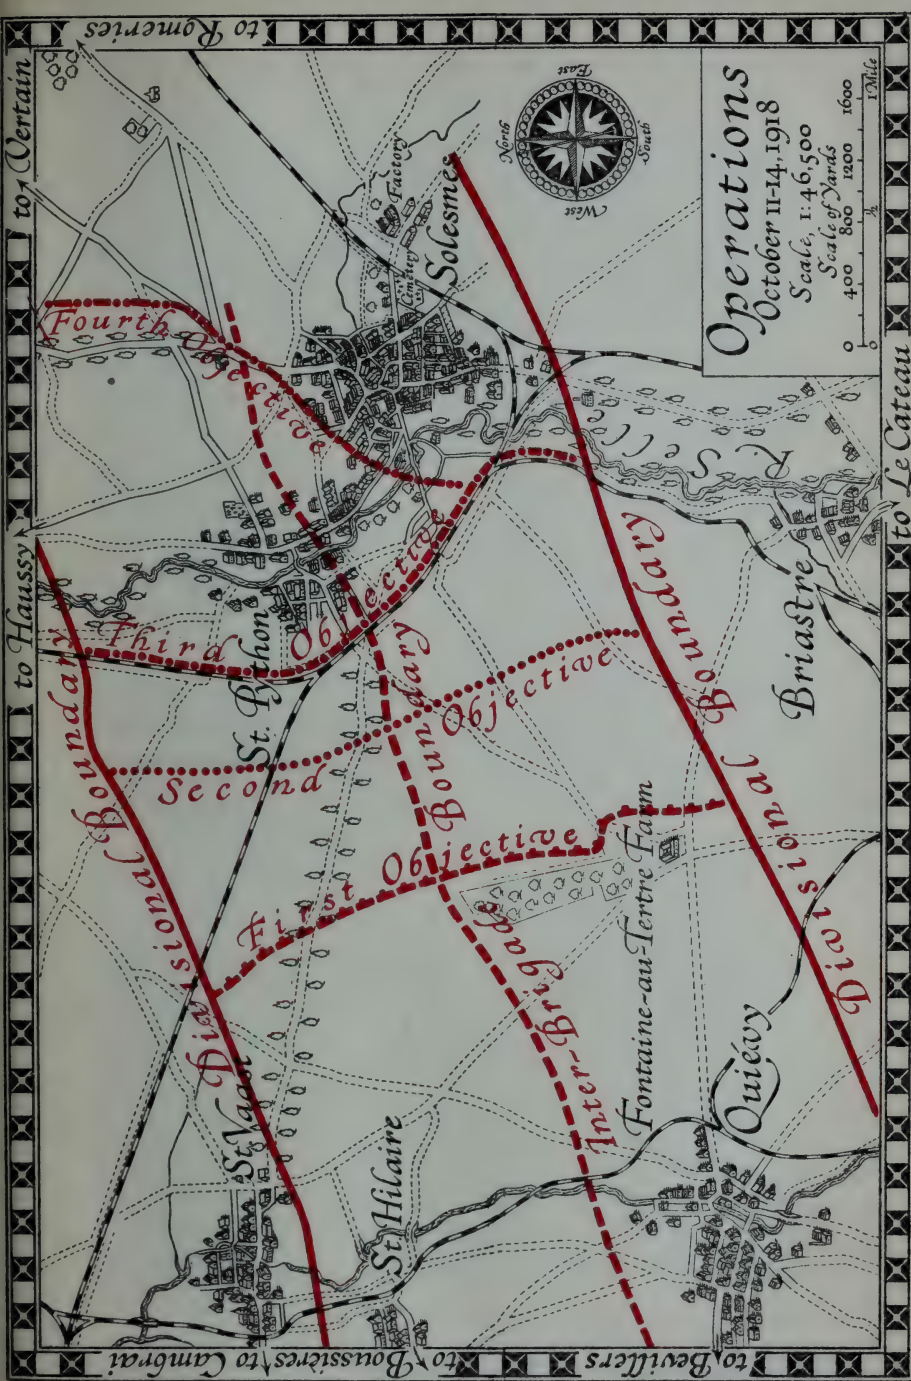 Operations
October 11-14, 1918
Scale, 1:46,500
Scale of Yards
0 400 800 1200 1600
0 ½ 1 Mile
North
East
South
West
to Romeries
to Vertain
to Haussy
to Le Cateau
to Cambrai
to Boussières
to
to Bevillers
Solesmes
Factory
Cemetery
St Python
R. Selle
Briastre
Fontaine-au-Tertre Farm
Quiévy
St Hilaire
St Vaast
Fourth Objective
Third Objective
Second Objective
First Objective
Divisional Boundary
Divisional Boundary
Inter-Brigade Boundary